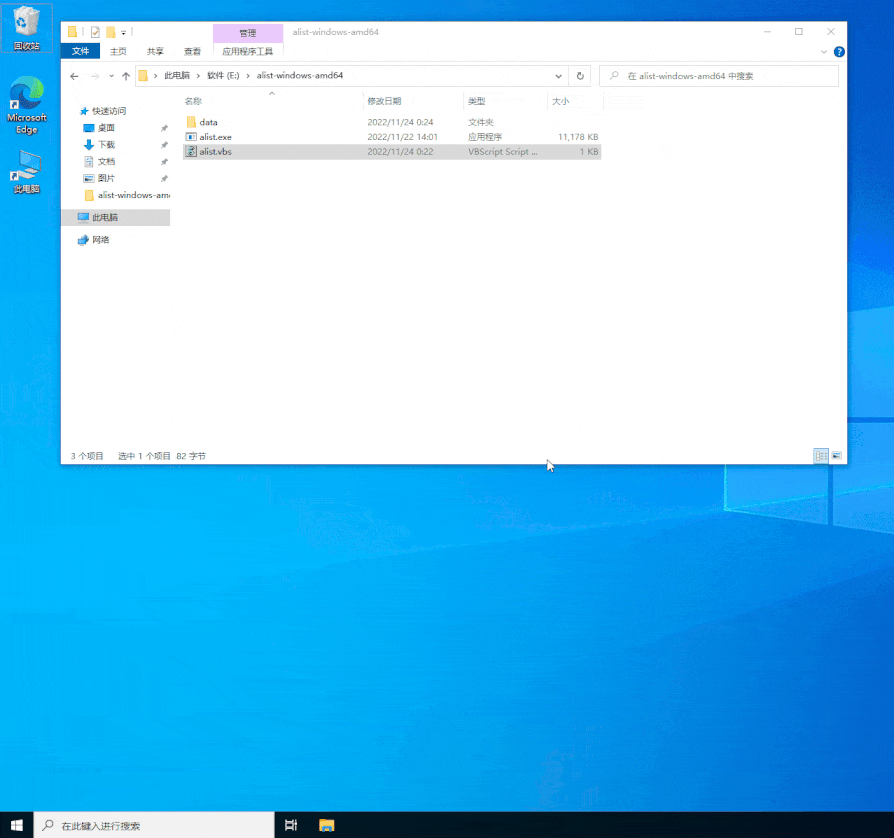 回收站
Microsoft
Edge
此电脑
管理
alist-windows-amd64
文件 主页 共享 查看 应用程序工具
此电脑 软件 (E:) alist-windows-amd64
在 alist-windows-amd64 中搜索
名称 修改日期 类型 大小
快速访问
桌面
下载
文档
图片
alist-windows-am
此电脑
网络
data 2022/11/24 0:24 文件夹
alist.exe 2022/11/22 14:01 应用程序 11,178 KB
alist.vbs 2022/11/24 0:22 VBScript Script ... 1 KB
3 个项目 选中 1 个项目 82 字节
在此键入进行搜索